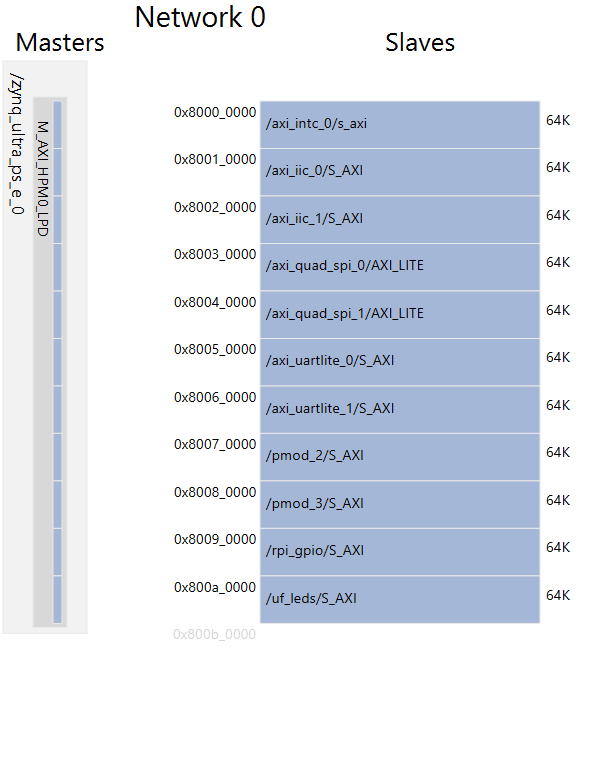 Network 0
Masters
Slaves
/zynq_ultra_ps_e_0
M_AXI_HPM0_LPD
0x8000_0000
/axi_intc_0/s_axi
64K
0x8001_0000
/axi_iic_0/S_AXI
64K
0x8002_0000
/axi_iic_1/S_AXI
64K
0x8003_0000
/axi_quad_spi_0/AXI_LITE
64K
0x8004_0000
/axi_quad_spi_1/AXI_LITE
64K
0x8005_0000
/axi_uartlite_0/S_AXI
64K
0x8006_0000
/axi_uartlite_1/S_AXI
64K
0x8007_0000
/pmod_2/S_AXI
64K
0x8008_0000
/pmod_3/S_AXI
64K
0x8009_0000
/rpi_gpio/S_AXI
64K
0x800a_0000
/uf_leds/S_AXI
64K
0x800b_0000